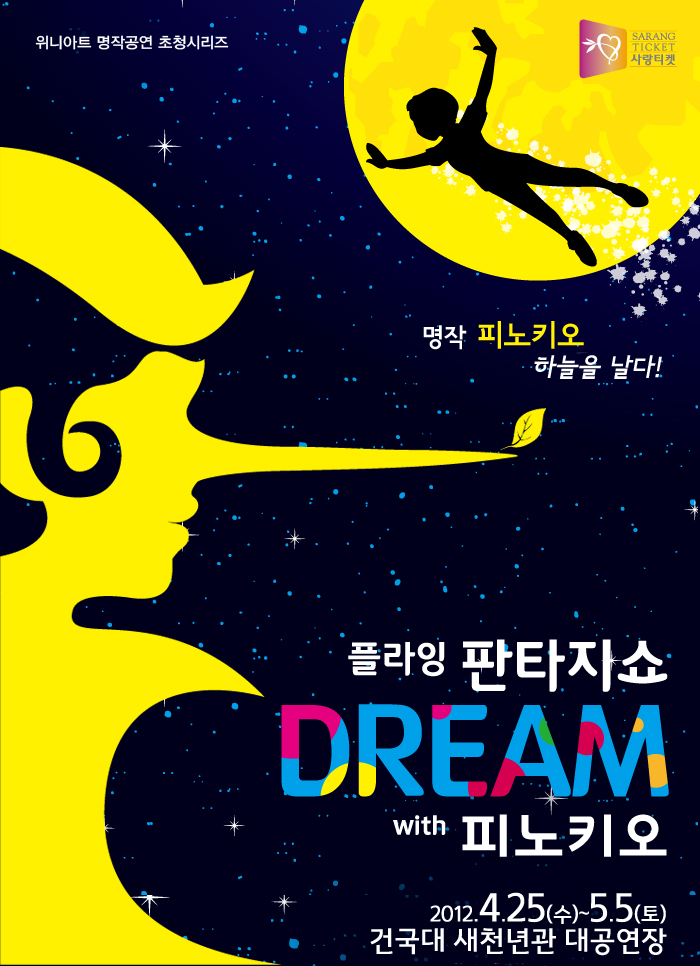 위니아트 명작공연 초청시리즈
SARANG
TICKET
사랑티켓
명작 피노키오
하늘을 날다!
플라잉 판타지쇼
DREAM
with 피노키오
2012.4.25(수)~5.5(토)
건국대 새천년관 대공연장